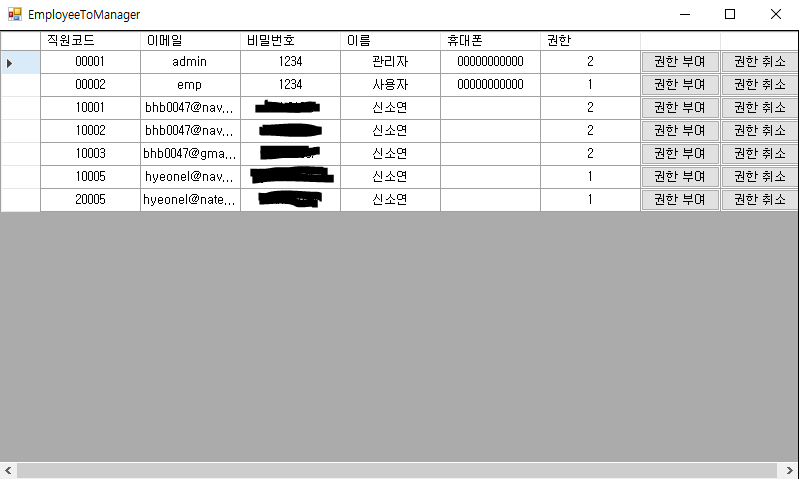 EmployeeToManager
직원코드 이메일 비밀번호 이름 휴대폰 권한
00001 admin 1234 관리자 00000000000 2 권한 부여 권한 취소
00002 emp 1234 사용자 00000000000 1 권한 부여 권한 취소
10001 bhb0047@nav... 신소연 2 권한 부여 권한 취소
10002 bhb0047@nav... 신소연 2 권한 부여 권한 취소
10003 bhb0047@gma... 신소연 2 권한 부여 권한 취소
10005 hyeonel@nav... 신소연 1 권한 부여 권한 취소
20005 hyeonel@nate... 신소연 1 권한 부여 권한 취소